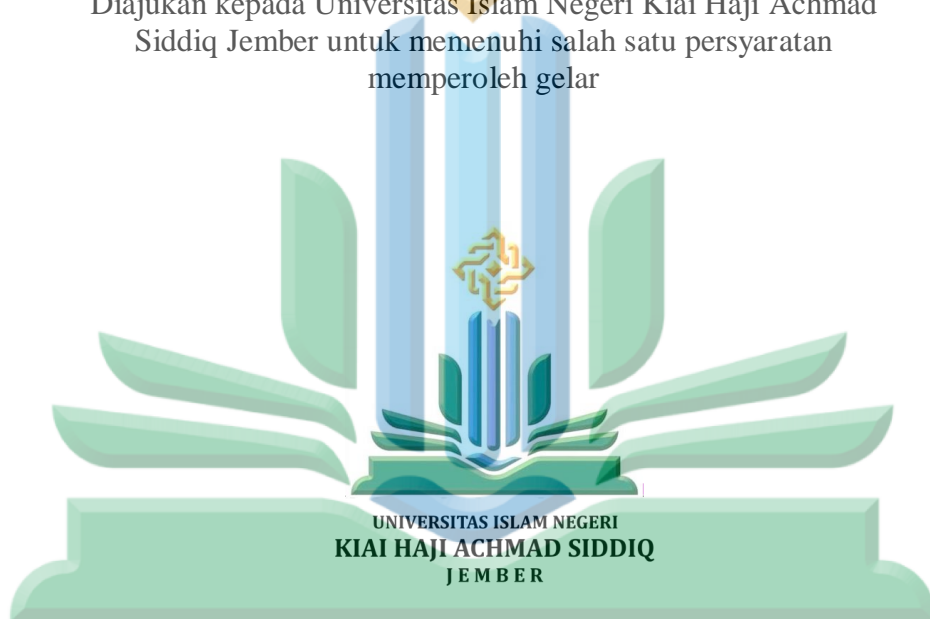 Diajukan kepada Universitas Islam Negeri Kiai Haji Achmad
Siddiq Jember untuk memenuhi salah satu persyaratan
memperoleh gelar
UNIVERSITAS ISLAM NEGERI
KIAI HAJI ACHMAD SIDDIQ
JEMBER